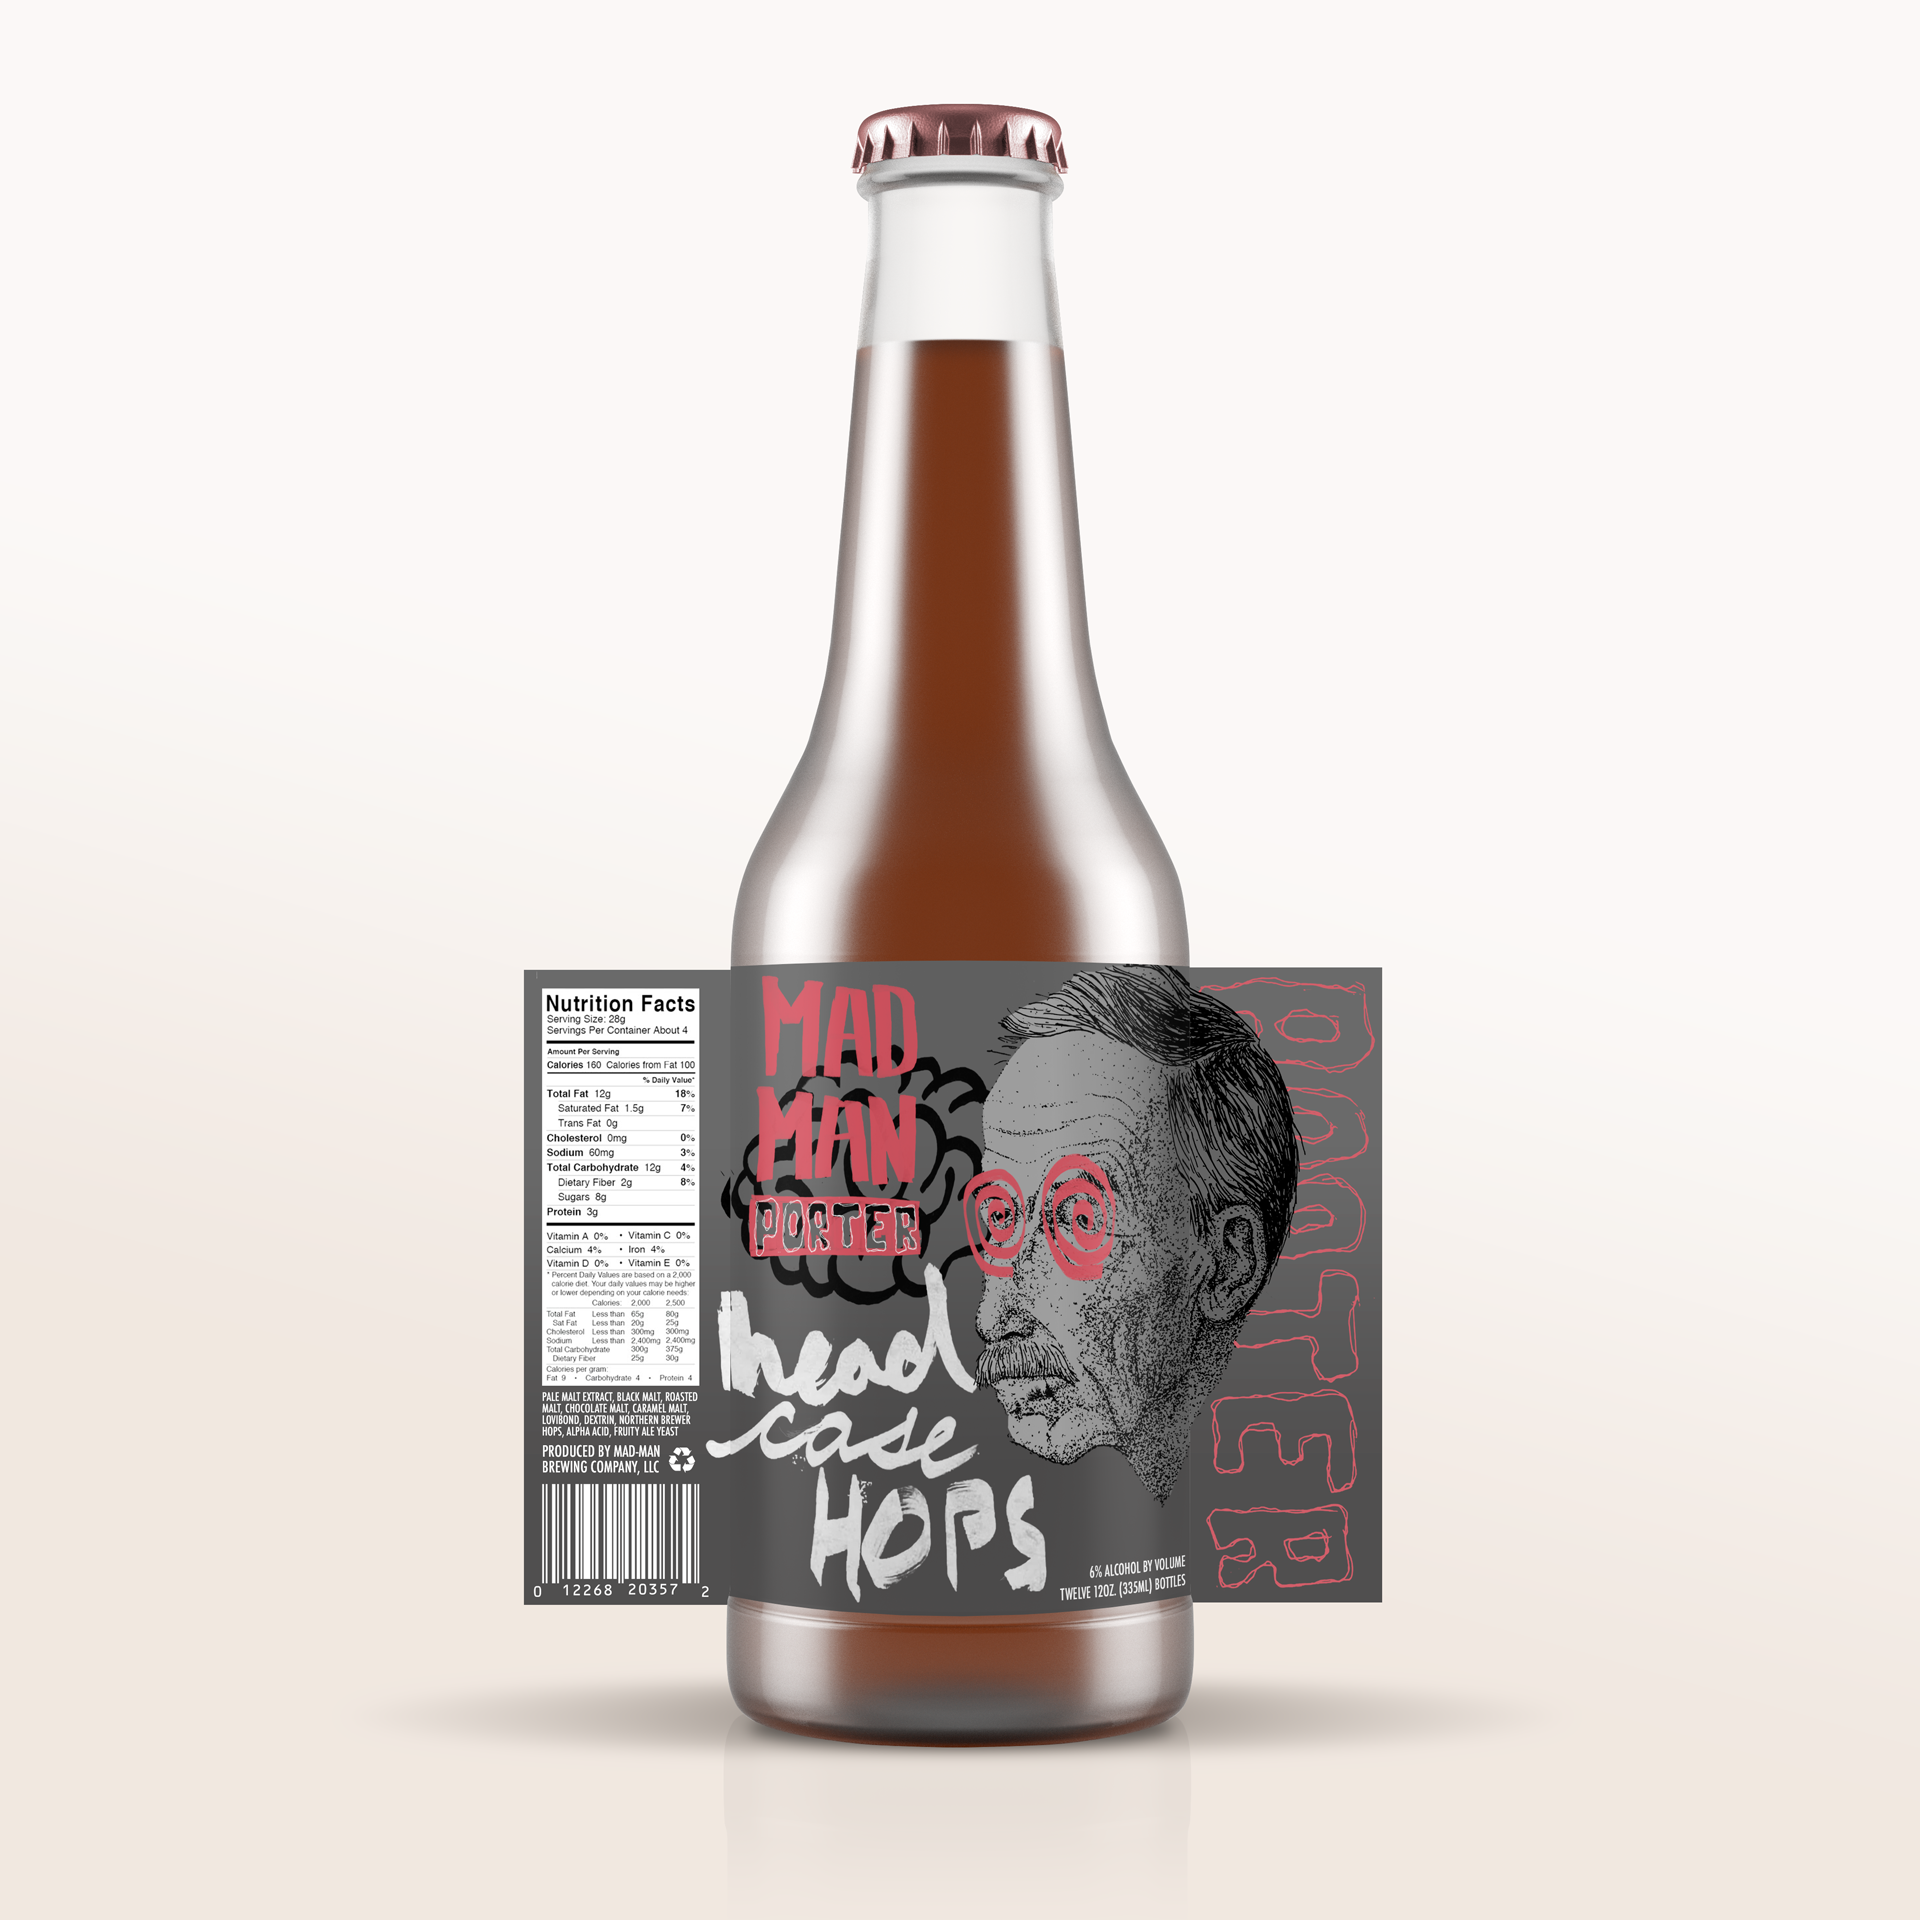 Nutrition Facts
Serving Size: 28g
Servings Per Container About 4
Amount Per Serving
Calories 160 Calories from Fat 100
% Daily Value*
Total Fat 12g 18%
Saturated Fat 1.5g 7%
Trans Fat 0g
Cholesterol 0mg 0%
Sodium 60mg 3%
Total Carbohydrate 12g 4%
Dietary Fiber 2g 8%
Sugars 8g
Protein 3g
Vitamin A 0% • Vitamin C 0%
Calcium 4% • Iron 4%
Vitamin D 0% • Vitamin E 0%
* Percent Daily Values are based on a 2,000
calorie diet. Your daily values may be higher
or lower depending on your calorie needs:
Calories: 2,000 2,500
Total Fat Less than 65g 80g
Sat Fat Less than 20g 25g
Cholesterol Less than 300mg 300mg
Sodium Less than 2,400mg 2,400mg
Total Carbohydrate 300g 375g
Dietary Fiber 25g 30g
Calories per gram:
Fat 9 • Carbohydrate 4 • Protein 4
PALE MALT EXTRACT, BLACK MALT, ROASTED
MALT, CHOCOLATE MALT, CARAMEL MALT,
LOVIBOND, DEXTRIN, NORTHERN BREWER
HOPS, ALPHA ACID, FRUITY ALE YEAST
PRODUCED BY MAD-MAN
BREWING COMPANY, LLC
0 12268 20357 2
MAD
MAN
PORTER
head
case
HOPS
6% ALCOHOL BY VOLUME
TWELVE 12OZ. (335ML) BOTTLES
PORTER